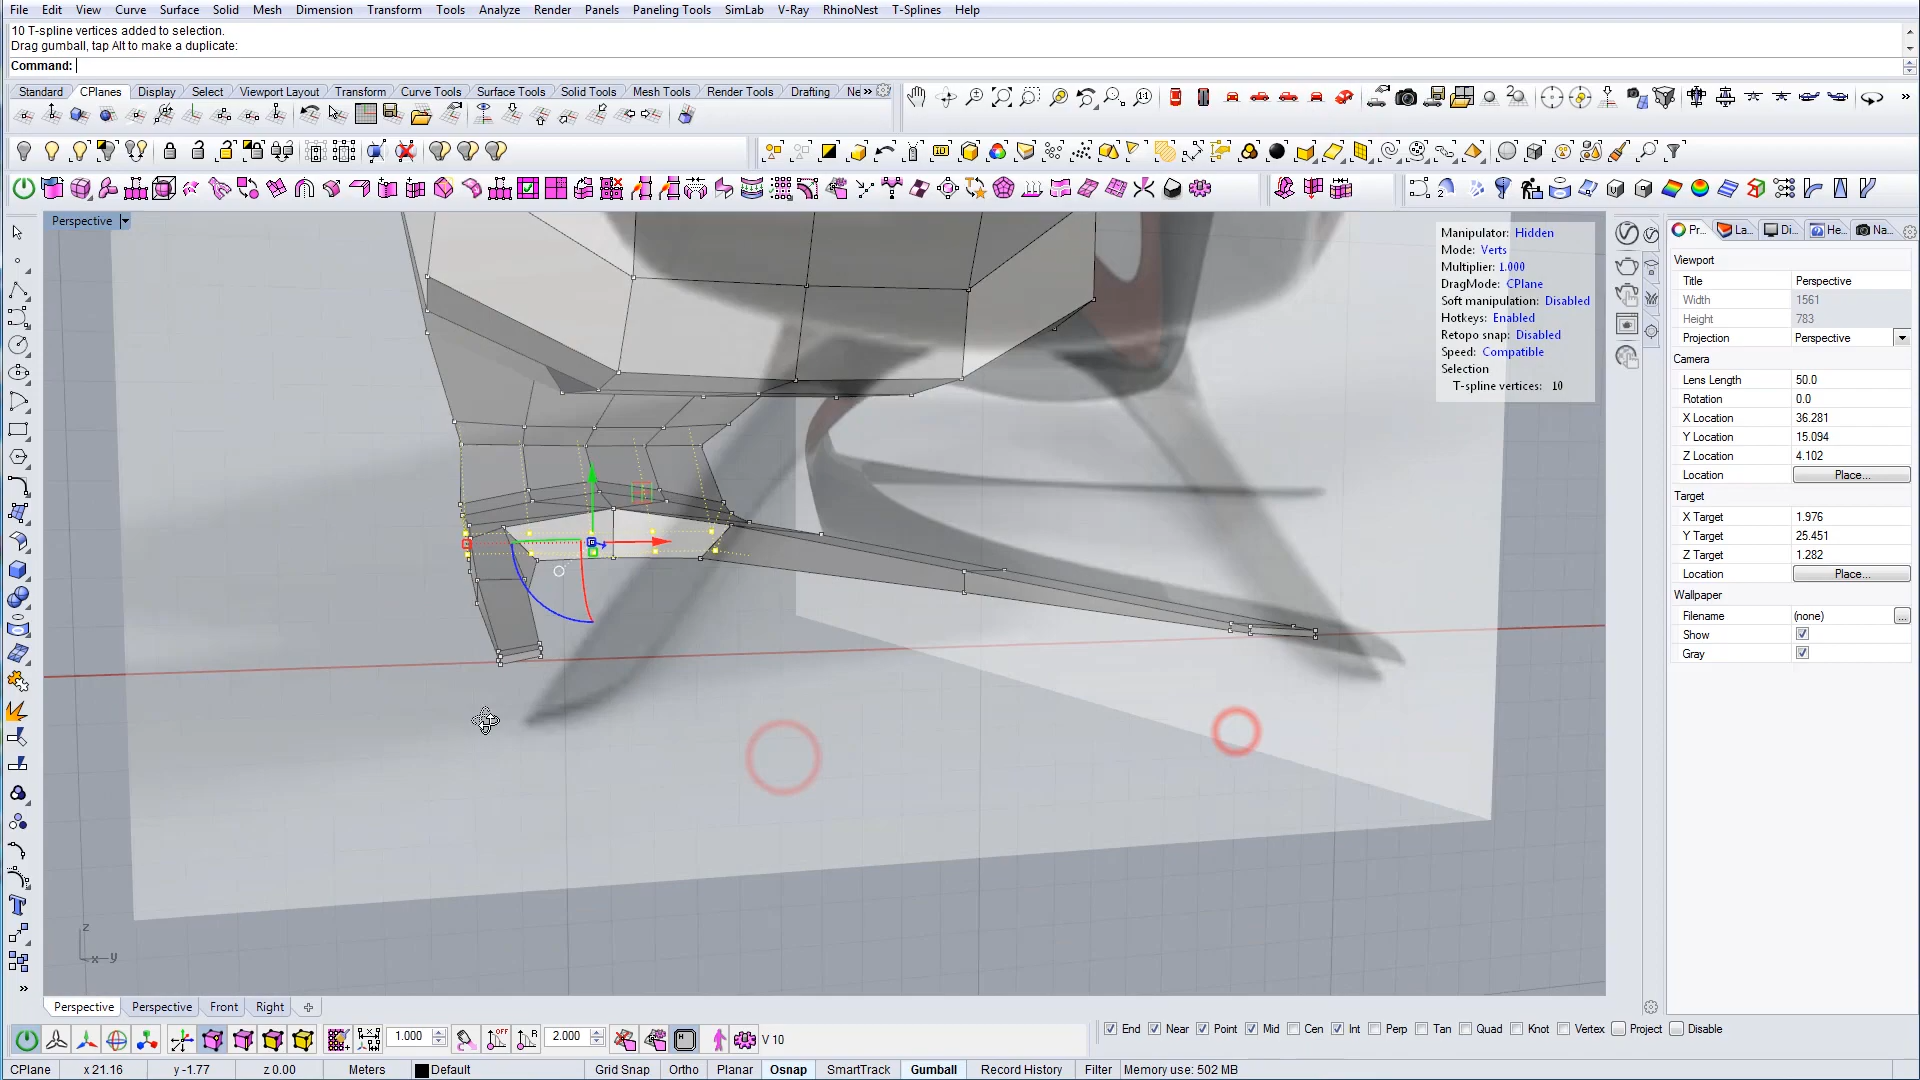 File Edit View Curve Surface Solid Mesh Dimension Transform Tools Analyze Render Panels Paneling Tools SimLab V-Ray RhinoNest T-Splines Help
10 T-spline vertices added to selection.
Drag gumball, tap Alt to make a duplicate:
Command:
Standard CPlanes Display Select Viewport Layout Transform Curve Tools Surface Tools Solid Tools Mesh Tools Render Tools Drafting Ne »
Perspective
Manipulator: Hidden
Mode: Verts
Multiplier: 1.000
DragMode: CPlane
Soft manipulation: Disabled
Hotkeys: Enabled
Retopo snap: Disabled
Speed: Compatible
Selection
T-spline vertices: 10
Pr... La... Di... He... Na...
Viewport
Title Perspective
Width 1561
Height 783
Projection Perspective
Camera
Lens Length 50.0
Rotation 0.0
X Location 36.281
Y Location 15.094
Z Location 4.102
Location Place...
Target
X Target 1.976
Y Target 25.451
Z Target 1.282
Location Place...
Wallpaper
Filename (none) ...
Show
Gray
z
x y
Perspective Perspective Front Right
1.000 OFF R 2.000 H V 10
End Near Point Mid Cen Int Perp Tan Quad Knot Vertex Project Disable
CPlane x 21.16 y -1.77 z 0.00 Meters Default Grid Snap Ortho Planar Osnap SmartTrack Gumball Record History Filter Memory use: 502 MB